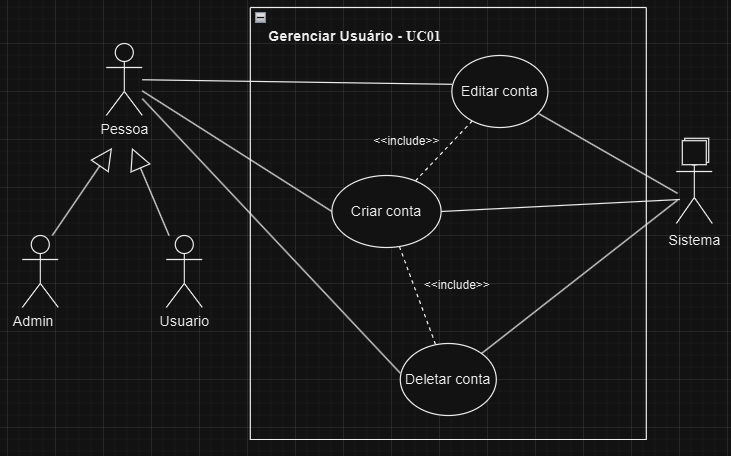 Gerenciar Usuário - UC01
Pessoa
Editar conta
<<include>>
Criar conta
Sistema
Admin
Usuario
<<include>>
Deletar conta